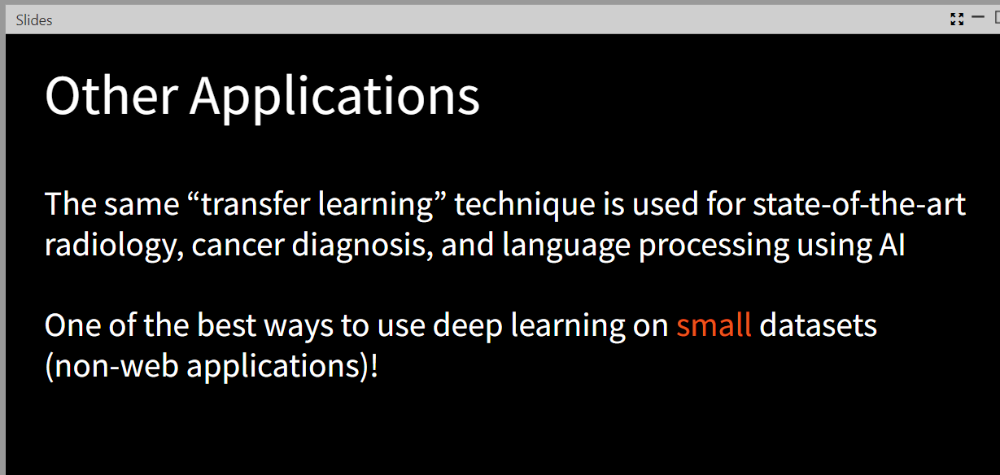 Slides
Other Applications
The same “transfer learning” technique is used for state-of-the-art
radiology, cancer diagnosis, and language processing using AI
One of the best ways to use deep learning on small datasets
(non-web applications)!